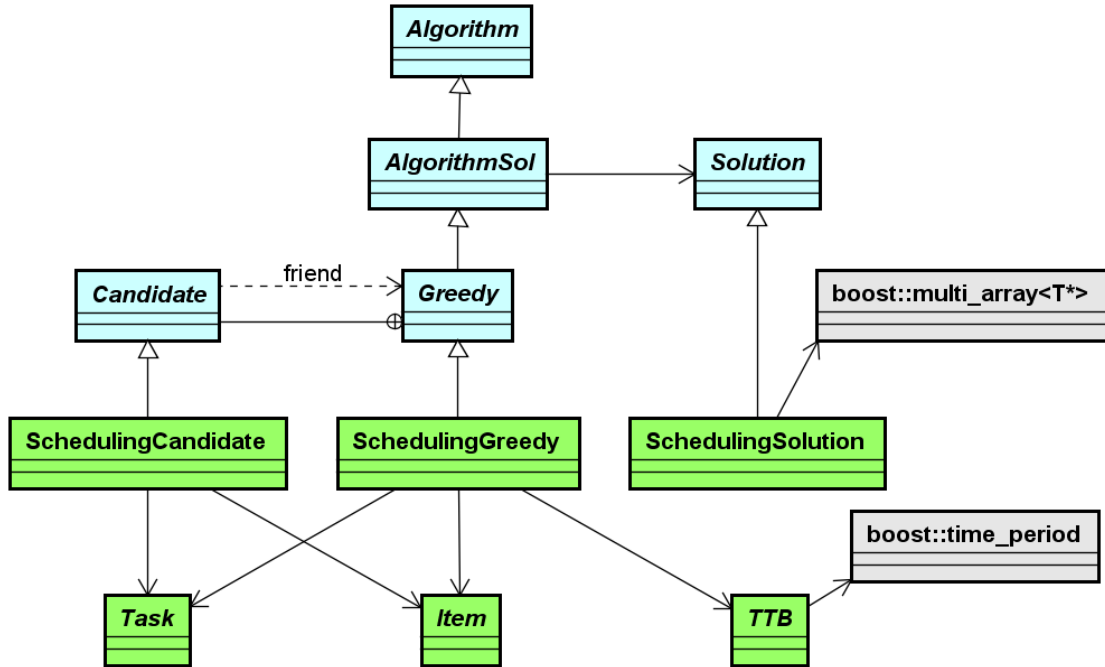 Algorithm
AlgorithmSol
Solution
friend
Candidate
Greedy
boost::multi_array<T*>
SchedulingCandidate
SchedulingGreedy
SchedulingSolution
boost::time_period
Task
Item
TTB